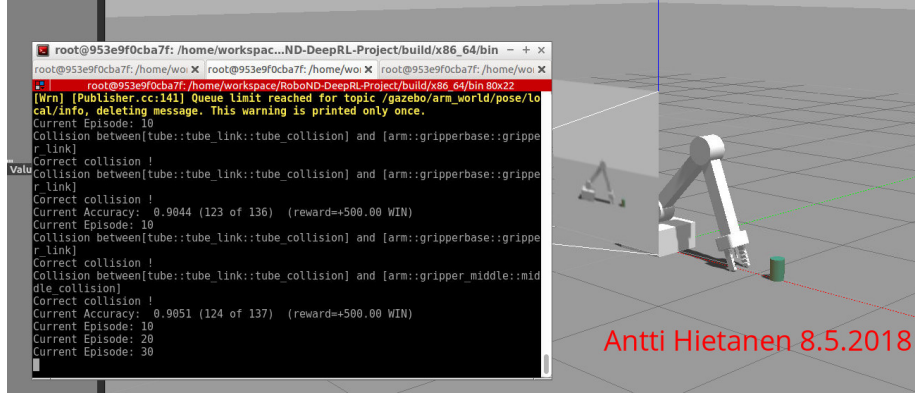 root@953e9f0cba7f: /home/workspac...ND-DeepRL-Project/build/x86_64/bin
root@953e9f0cba7f: /home/wor
root@953e9f0cba7f: /home/wor
root@953e9f0cba7f: /home/wor
root@953e9f0cba7f: /home/workspace/RoboND-DeepRL-Project/build/x86_64/bin 80x22
[Wrn] [Publisher.cc:141] Queue limit reached for topic /gazebo/arm_world/pose/lo
cal/info, deleting message. This warning is printed only once.
Current Episode: 10
Collision between[tube::tube_link::tube_collision] and [arm::gripperbase::grippe
r_link]
Correct collision !
Collision between[tube::tube_link::tube_collision] and [arm::gripperbase::grippe
r_link]
Correct collision !
Current Accuracy:  0.9044 (123 of 136)  (reward=+500.00 WIN)
Current Episode: 10
Collision between[tube::tube_link::tube_collision] and [arm::gripperbase::grippe
r_link]
Correct collision !
Collision between[tube::tube_link::tube_collision] and [arm::gripper_middle::mid
dle_collision]
Correct collision !
Current Accuracy:  0.9051 (124 of 137)  (reward=+500.00 WIN)
Current Episode: 10
Current Episode: 20
Current Episode: 30
Valu
Antti Hietanen 8.5.2018